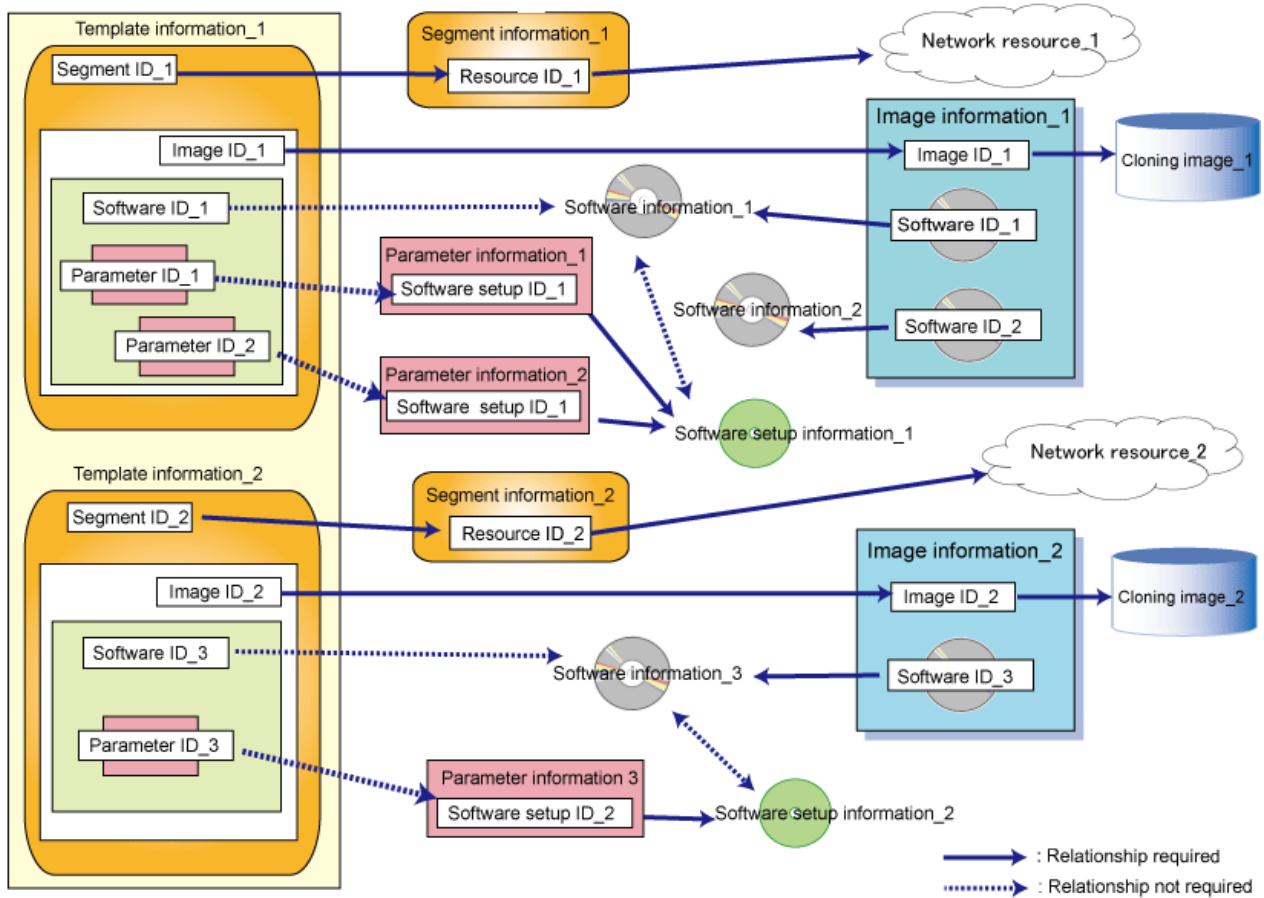 Template information_1
Segment ID_1
Segment information_1
Resource ID_1
Network resource_1
Image ID_1
Image information_1
Image ID_1
Cloning image_1
Software ID_1
Software information_1
Software ID_1
Parameter ID_1
Parameter information_1
Software setup ID_1
Software information_2
Software ID_2
Parameter ID_2
Parameter information_2
Software setup ID_1
Software setup information_1
Template information_2
Segment ID_2
Segment information_2
Resource ID_2
Network resource_2
Image ID_2
Image information_2
Image ID_2
Cloning image_2
Software ID_3
Software information_3
Software ID_3
Parameter ID_3
Parameter information 3
Software setup ID_2
Software setup information_2
: Relationship required
: Relationship not required